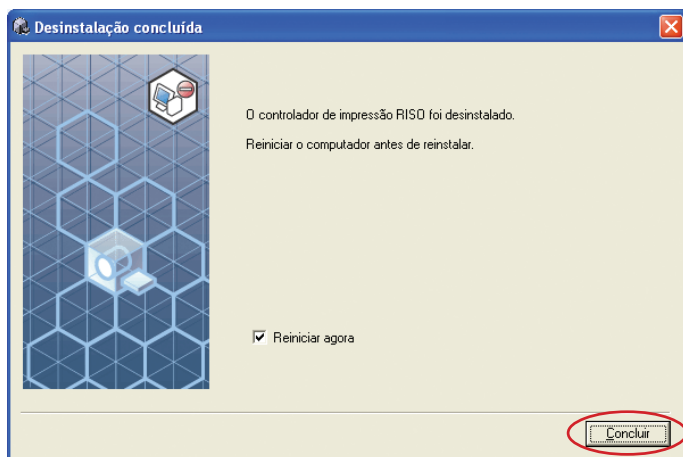 Desinstalação concluída
O controlador de impressão RISO foi desinstalado.
Reiniciar o computador antes de reinstalar.
Reiniciar agora
Concluir